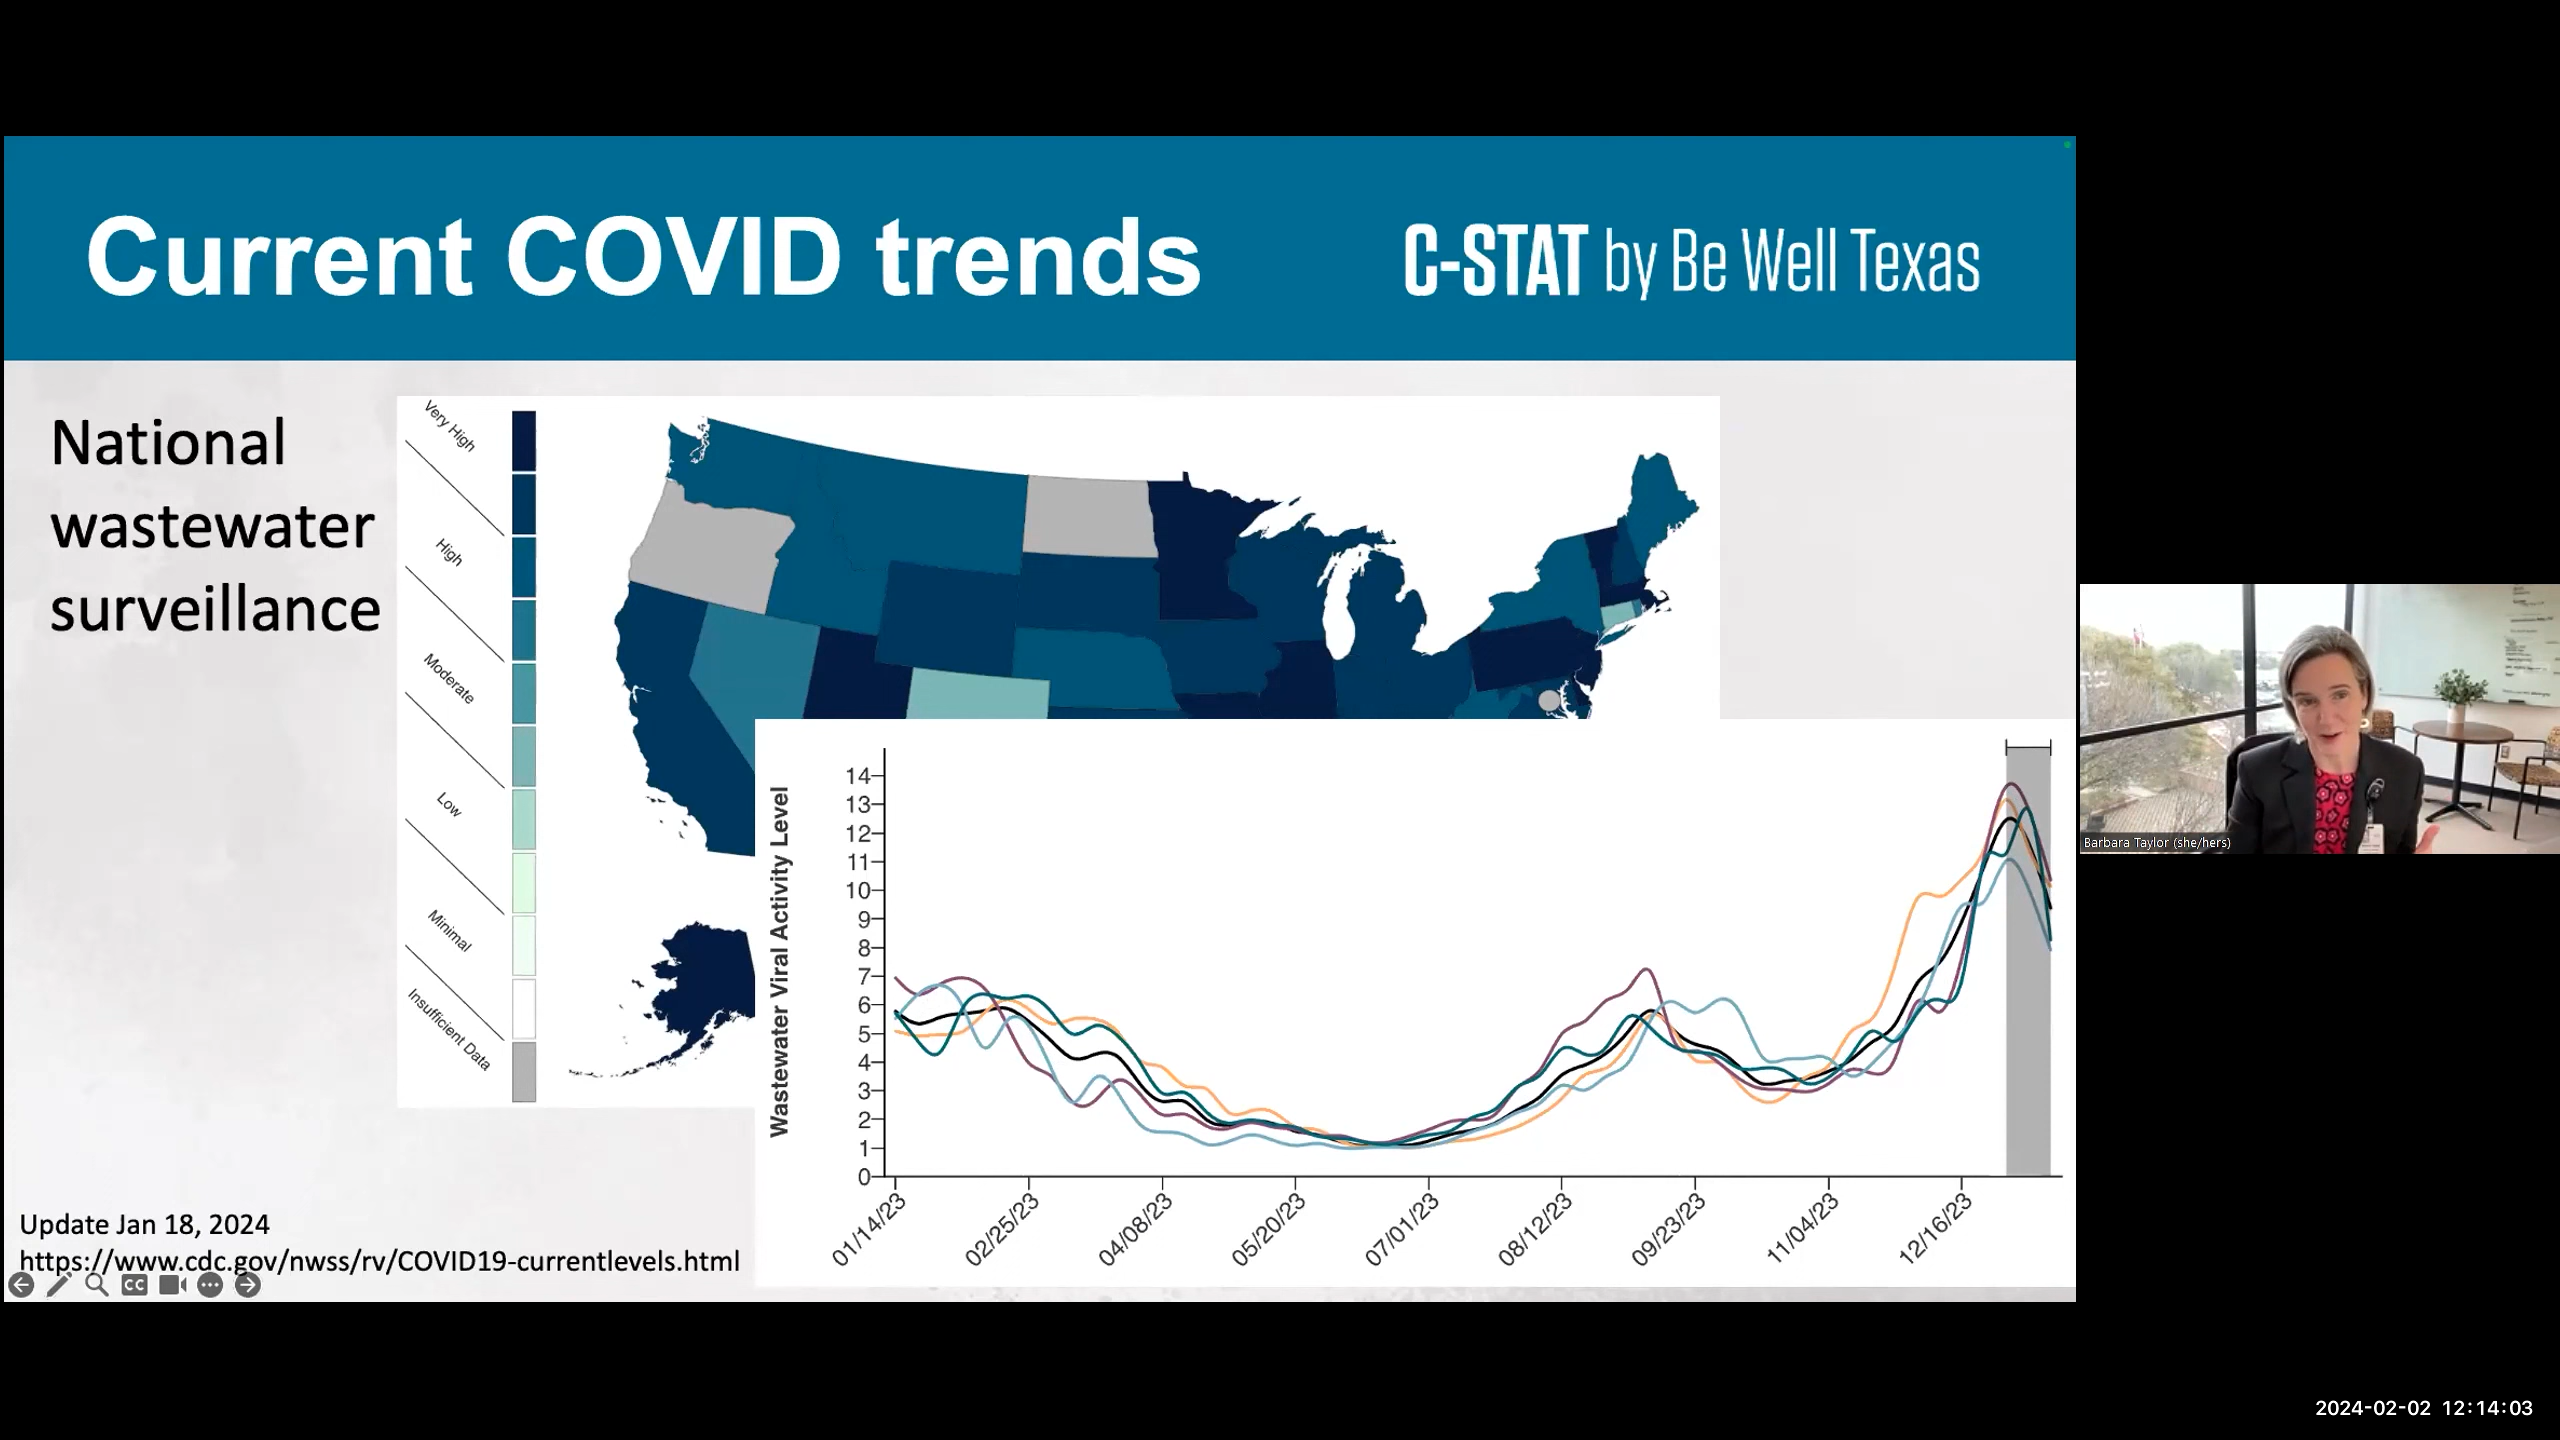 Current COVID trends
C-STAT by Be Well Texas
National
wastewater
surveillance
Very High
High
Moderate
Low
Minimal
Insufficient Data
Wastewater Viral Activity Level
14
13
12
11
10
9
8
7
6
5
4
3
2
1
0
01/14/23
02/25/23
04/08/23
05/20/23
07/01/23
08/12/23
09/23/23
11/04/23
12/16/23
Update Jan 18, 2024
https://www.cdc.gov/nwss/rv/COVID19-currentlevels.html
CC
Barbara Taylor (she/hers)
2024-02-02 12:14:03